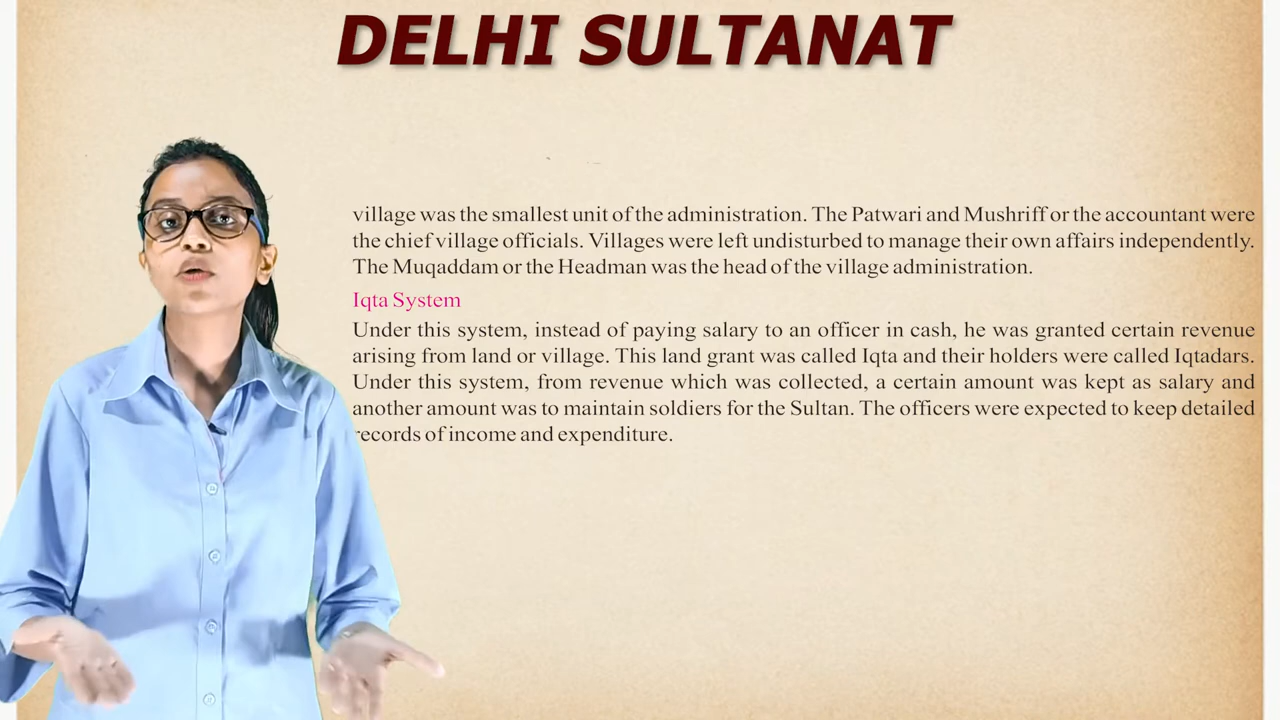 DELHI SULTANAT
village was the smallest unit of the administration. The Patwari and Mushriff or the accountant were
the chief village officials. Villages were left undisturbed to manage their own affairs independently.
The Muqaddam or the Headman was the head of the village administration.
Iqta System
Under this system, instead of paying salary to an officer in cash, he was granted certain revenue
arising from land or village. This land grant was called Iqta and their holders were called Iqtadars.
Under this system, from revenue which was collected, a certain amount was kept as salary and
another amount was to maintain soldiers for the Sultan. The officers were expected to keep detailed
records of income and expenditure.